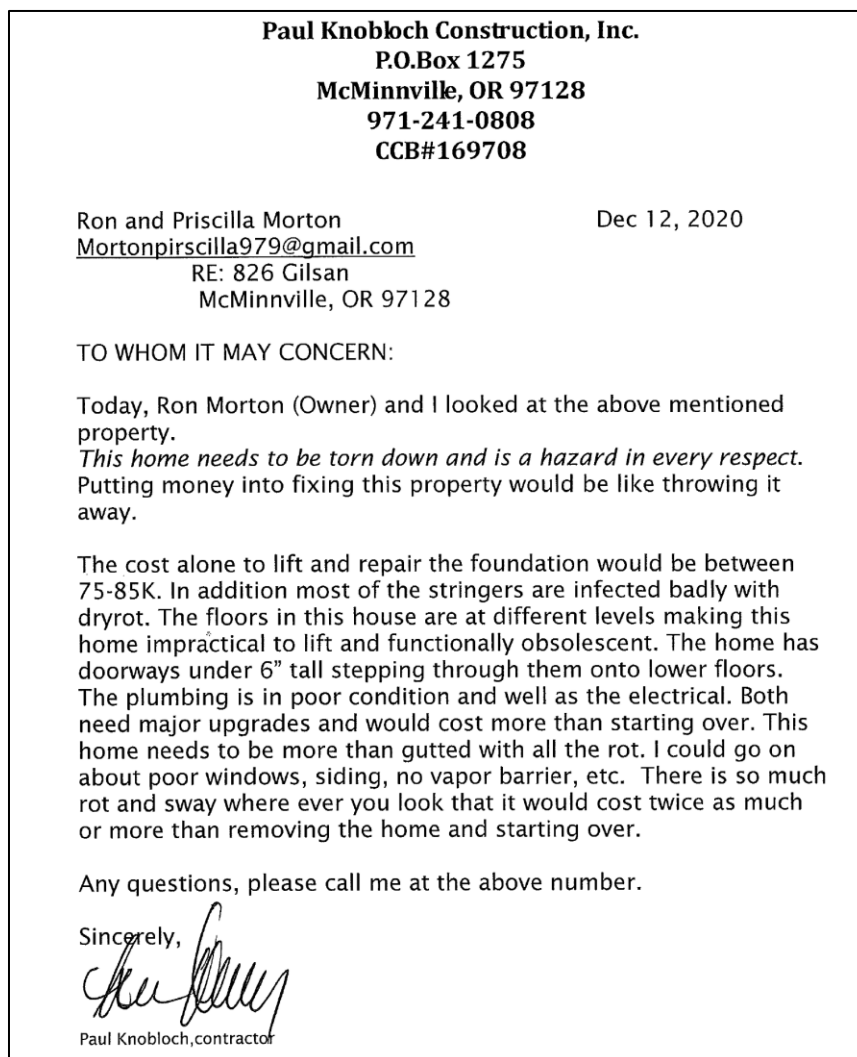 Paul Knobloch Construction, Inc.
P.O.Box 1275
McMinnville, OR 97128
971-241-0808
CCB#169708
Ron and Priscilla Morton Dec 12, 2020
Mortonpirscilla979@gmail.com
RE: 826 Gilsan
McMinnville, OR 97128
TO WHOM IT MAY CONCERN:
Today, Ron Morton (Owner) and I looked at the above mentioned
property.
This home needs to be torn down and is a hazard in every respect.
Putting money into fixing this property would be like throwing it
away.
The cost alone to lift and repair the foundation would be between
75-85K. In addition most of the stringers are infected badly with
dryrot. The floors in this house are at different levels making this
home impractical to lift and functionally obsolescent. The home has
doorways under 6” tall stepping through them onto lower floors.
The plumbing is in poor condition and well as the electrical. Both
need major upgrades and would cost more than starting over. This
home needs to be more than gutted with all the rot. I could go on
about poor windows, siding, no vapor barrier, etc.  There is so much
rot and sway where ever you look that it would cost twice as much
or more than removing the home and starting over.
Any questions, please call me at the above number.
Sincerely,
Paul Knobloch,contractor